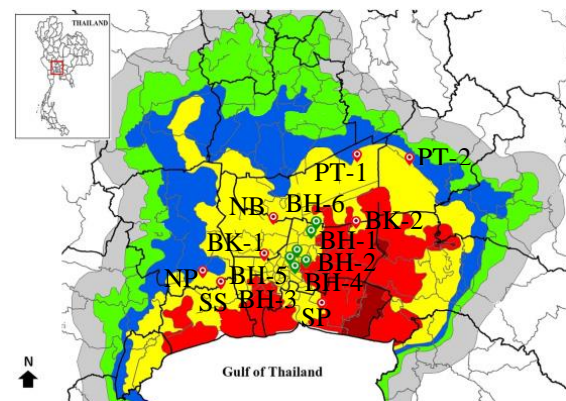 THAILAND
PT-1
PT-2
NB
BH-6
BK-2
BK-1
BH-1
BH-2
NP
BH-5
BH-4
SS
BH-3
SP
N
Gulf of Thailand